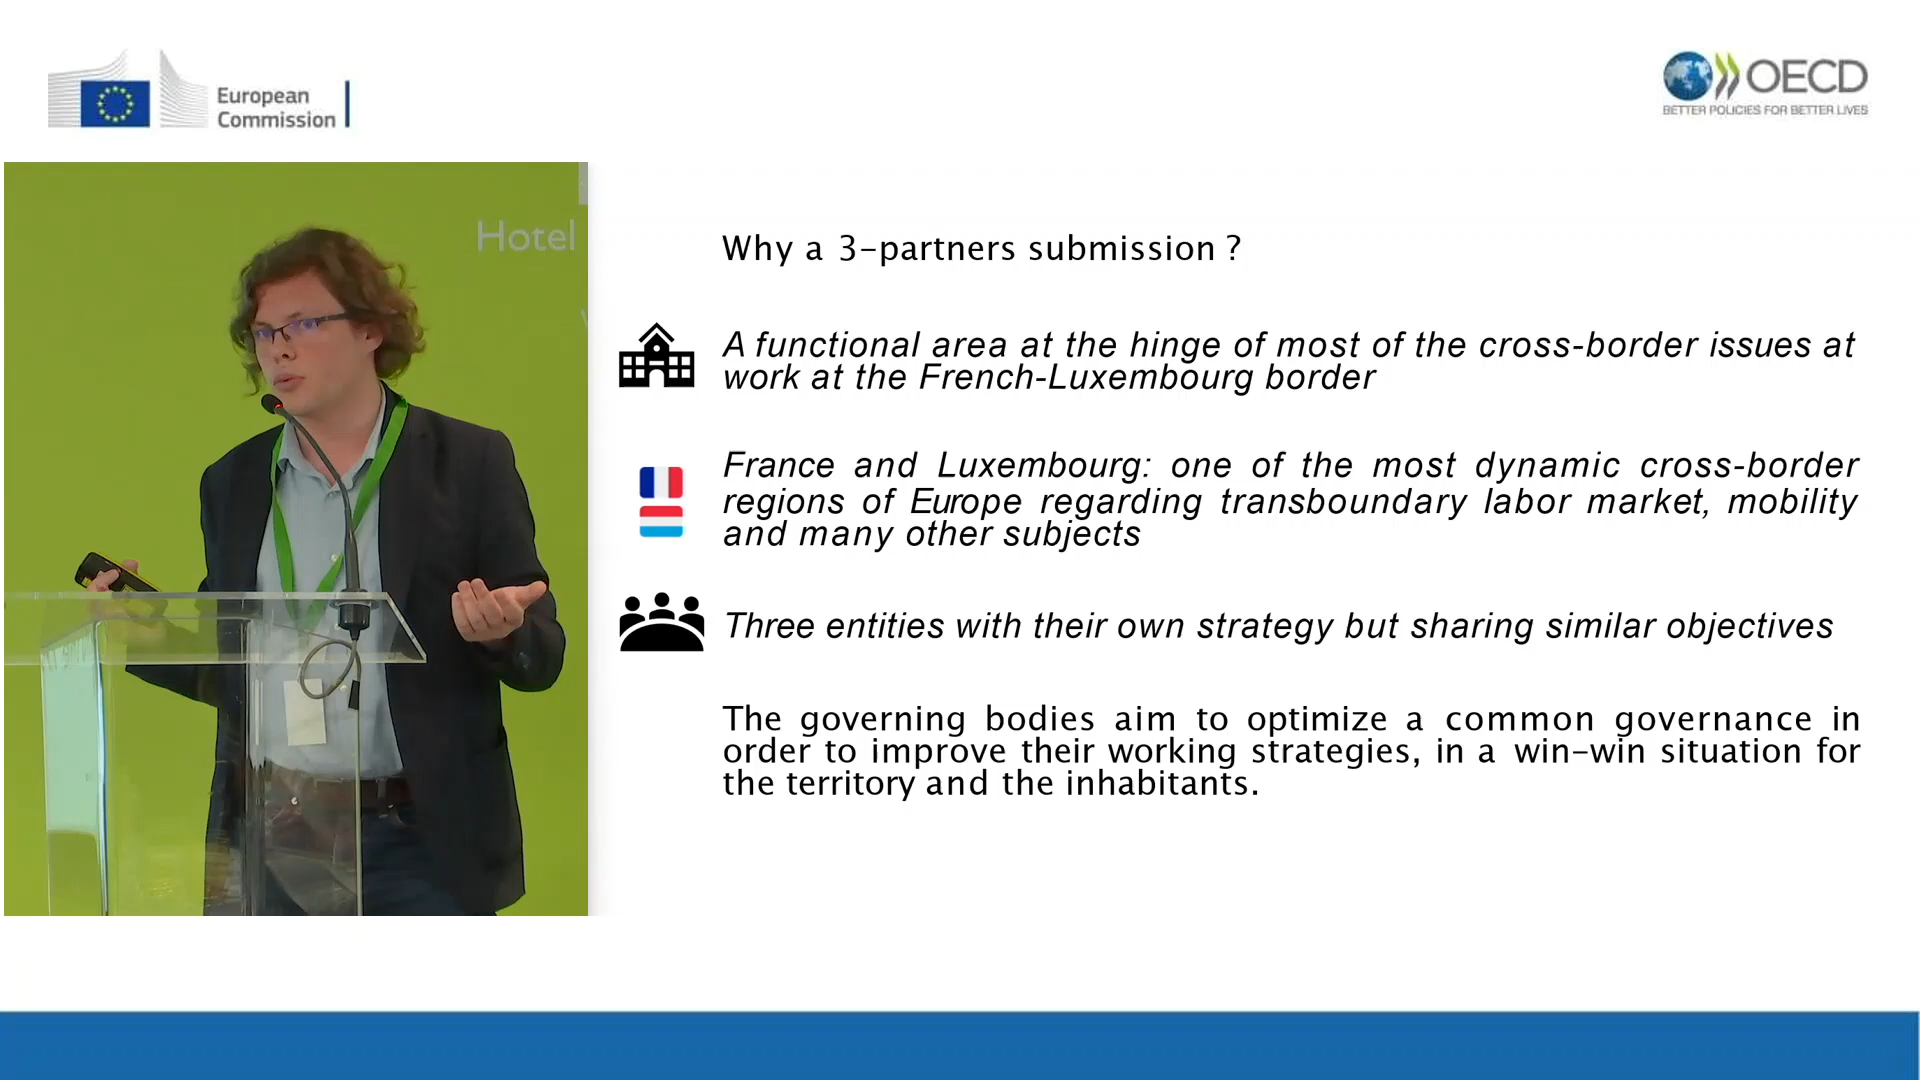 European
Commission
OECD
BETTER POLICIES FOR BETTER LIVES
Hotel
Why a 3-partners submission ?
A functional area at the hinge of most of the cross-border issues at
work at the French-Luxembourg border
France and Luxembourg: one of the most dynamic cross-border
regions of Europe regarding transboundary labor market, mobility
and many other subjects
Three entities with their own strategy but sharing similar objectives
The governing bodies aim to optimize a common governance in
order to improve their working strategies, in a win-win situation for
the territory and the inhabitants.